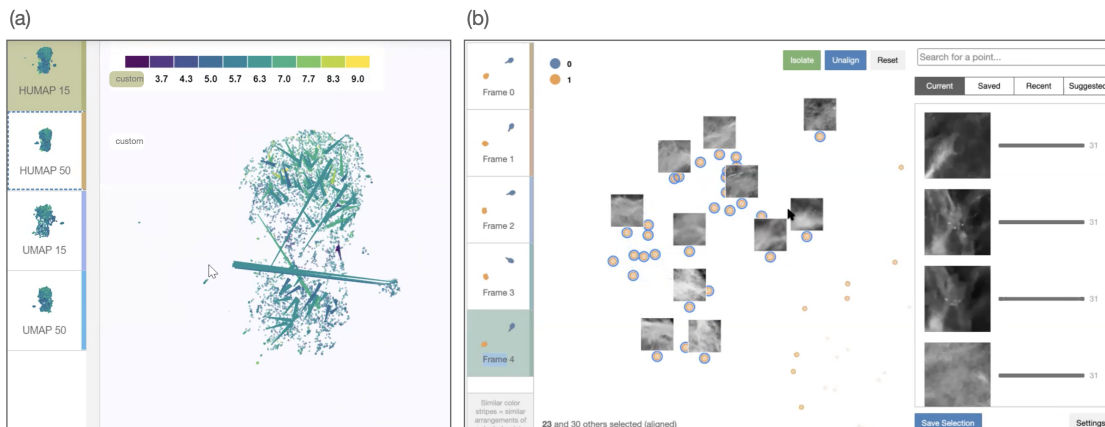 (a)
(b)
HUMAP 15
HUMAP 50
UMAP 15
UMAP 50
custom 3.7 4.3 5.0 5.7 6.3 7.0 7.7 8.3 9.0
custom
Frame 0
Frame 1
Frame 2
Frame 3
Frame 4
Similar color
stripes = similar
arrangements of
0
1
Isolate Unalign Reset
23 and 30 others selected (aligned)
Search for a point...
Current Saved Recent Suggested
31
31
31
31
Save Selection Settings